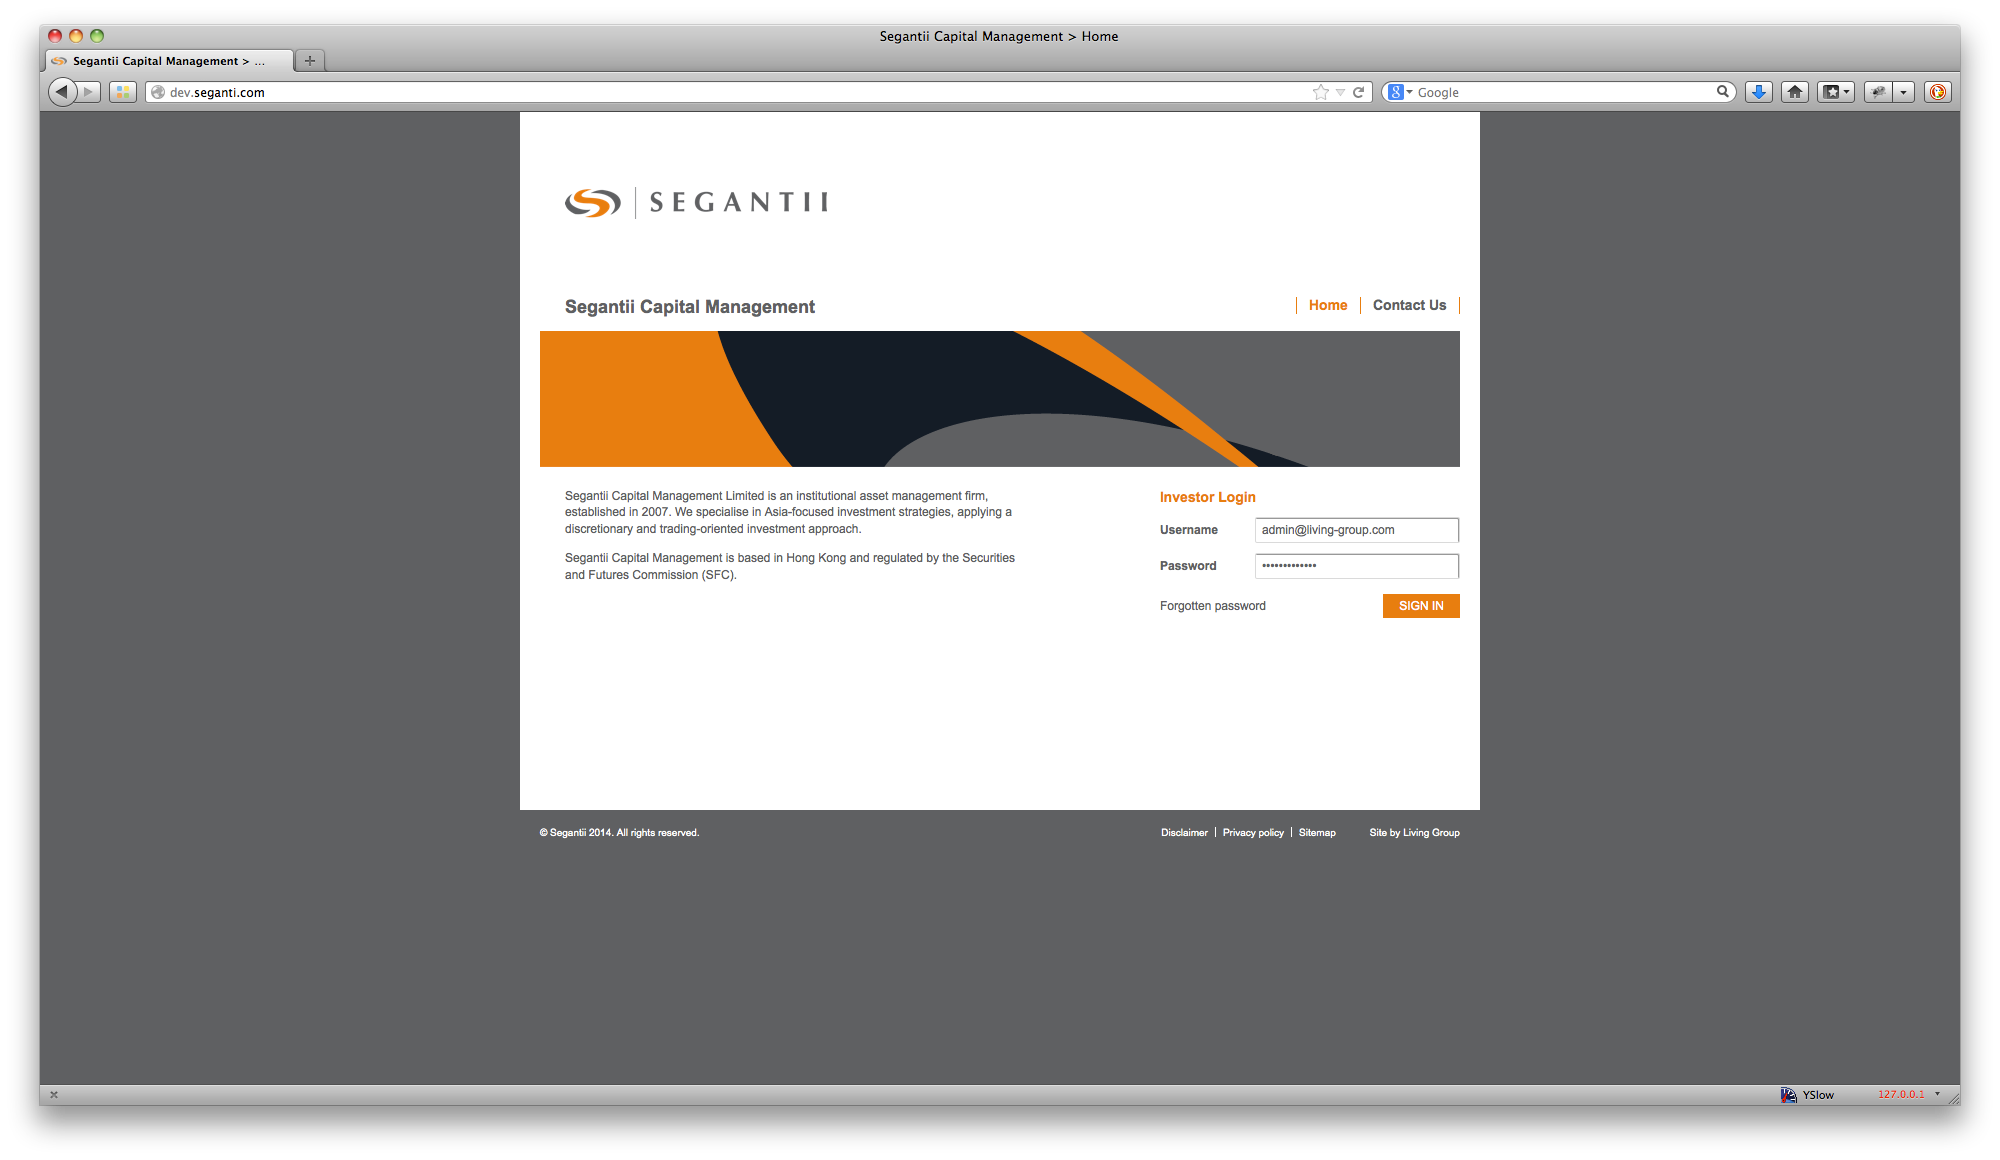 Segantii Capital Management > Home
Segantii Capital Management > ...
dev.seganti.com
Google
SEGANTII
Segantii Capital Management
Home
Contact Us
Segantii Capital Management Limited is an institutional asset management firm,
established in 2007. We specialise in Asia-focused investment strategies, applying a
discretionary and trading-oriented investment approach.
Segantii Capital Management is based in Hong Kong and regulated by the Securities
and Futures Commission (SFC).
Investor Login
Username
admin@living-group.com
Password
•••••••••••••
Forgotten password
SIGN IN
© Segantii 2014. All rights reserved.
Disclaimer | Privacy policy | Sitemap
Site by Living Group
YSlow
127.0.0.1